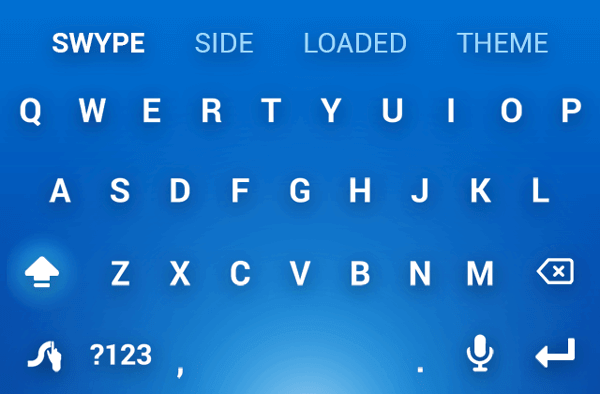 SWYPE SIDE LOADED THEME
Q W E R T Y U I O P
A S D F G H J K L
Z X C V B N M
?123 , .